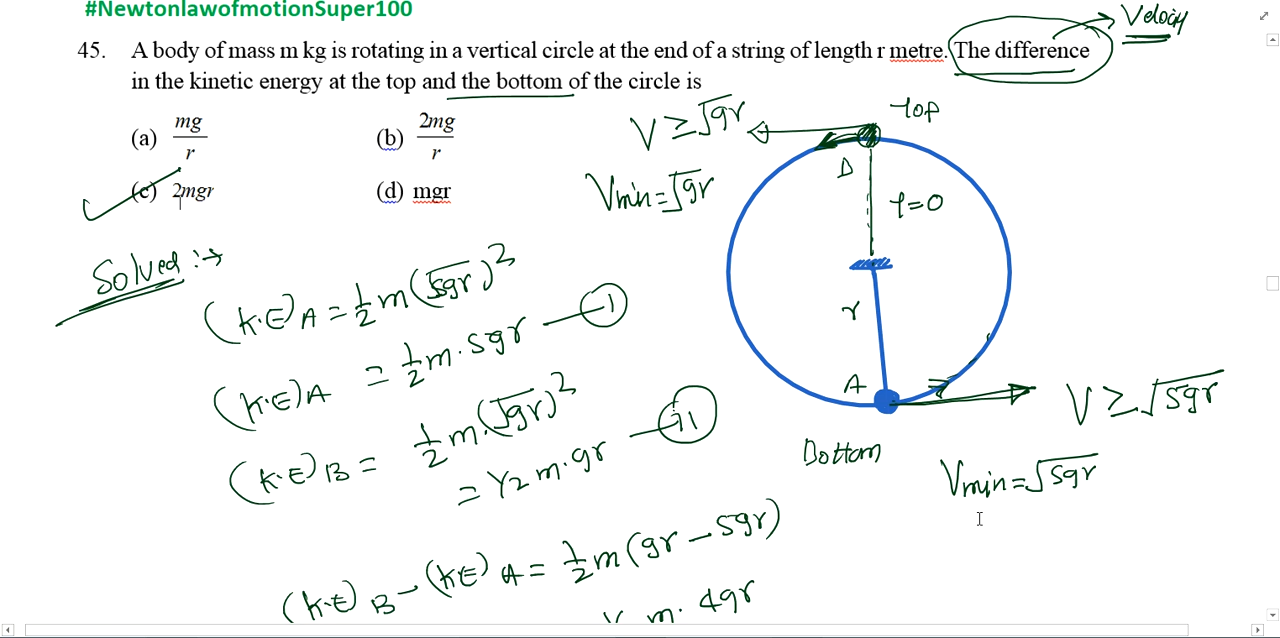 #NewtonlawofmotionSuper100
45. A body of mass m kg is rotating in a vertical circle at the end of a string of length r metre. The difference
in the kinetic energy at the top and the bottom of the circle is
(a) mg/r (b) 2mg/r
(c) 2mgr (d) mgr
Velocity
Top
V ≥ √gr
Vmin = √gr
T=0
r
A
V ≥ √5gr
Bottom
Vmin = √5gr
Solved :→
(K.E)A = 1/2 m(√5gr)²
(K.E)A = 1/2 m.5gr —①
(K.E)B = 1/2 m.(√gr)²
= 1/2 m.gr —ⅱ
(K.E)B - (KE)A = 1/2 m(gr - 5gr)
m. 4gr